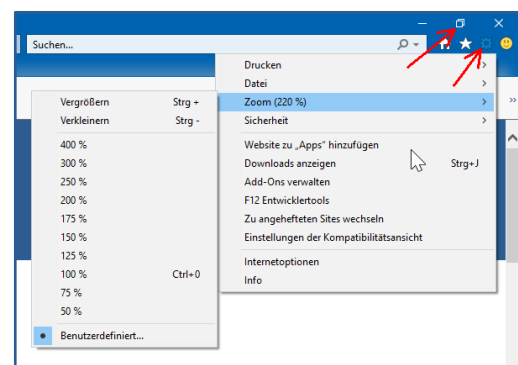 Suchen...
Drucken
Datei
Zoom (220 %)
Sicherheit
Website zu „Apps" hinzufügen
Downloads anzeigen Strg+J
Add-Ons verwalten
F12 Entwicklertools
Zu angehefteten Sites wechseln
Einstellungen der Kompatibilitätsansicht
Internetoptionen
Info
Vergrößern Strg +
Verkleinern Strg -
400 %
300 %
250 %
200 %
175 %
150 %
125 %
100 % Ctrl+0
75 %
50 %
Benutzerdefiniert...